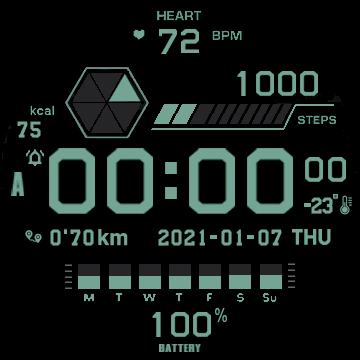 HEART
72 BPM
1000
STEPS
kcal
75
A 00:00 00
-23°
0'70km 2021-01-07 THU
M T W T F S Su
100%
BATTERY